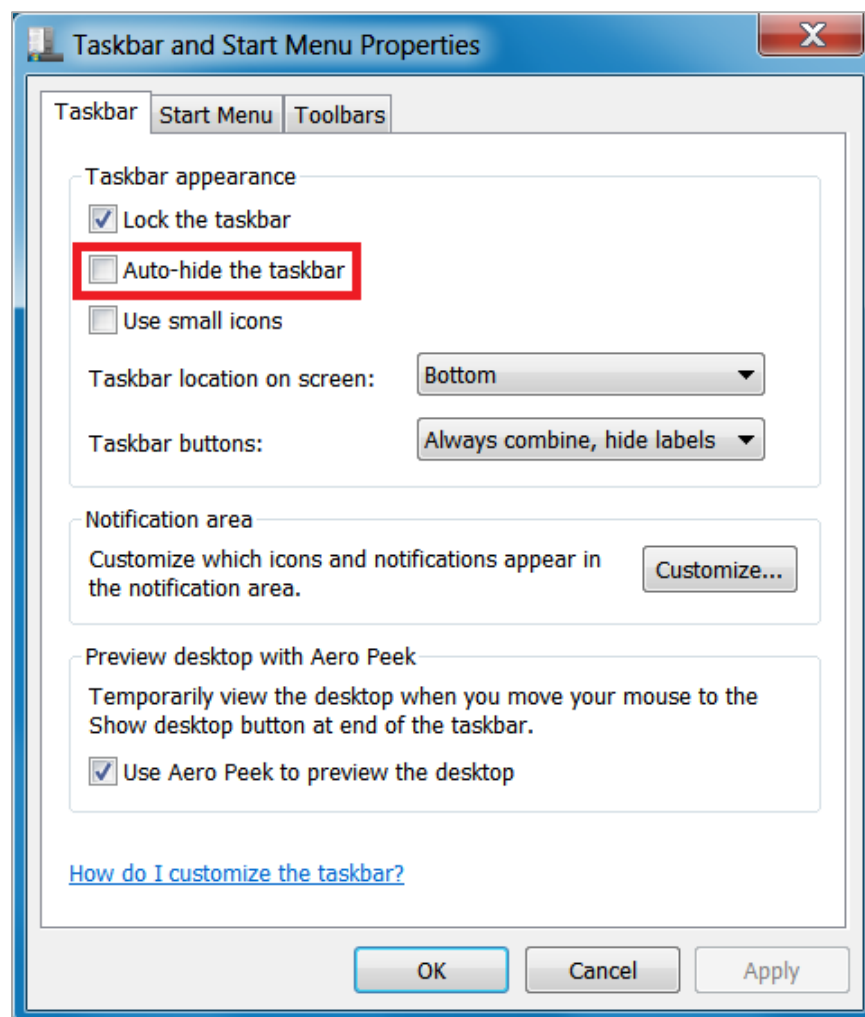 Taskbar and Start Menu Properties
Taskbar Start Menu Toolbars
Taskbar appearance
Lock the taskbar
Auto-hide the taskbar
Use small icons
Taskbar location on screen: Bottom
Taskbar buttons: Always combine, hide labels
Notification area
Customize which icons and notifications appear in
the notification area.
Customize...
Preview desktop with Aero Peek
Temporarily view the desktop when you move your mouse to the
Show desktop button at end of the taskbar.
Use Aero Peek to preview the desktop
How do I customize the taskbar?
OK Cancel Apply